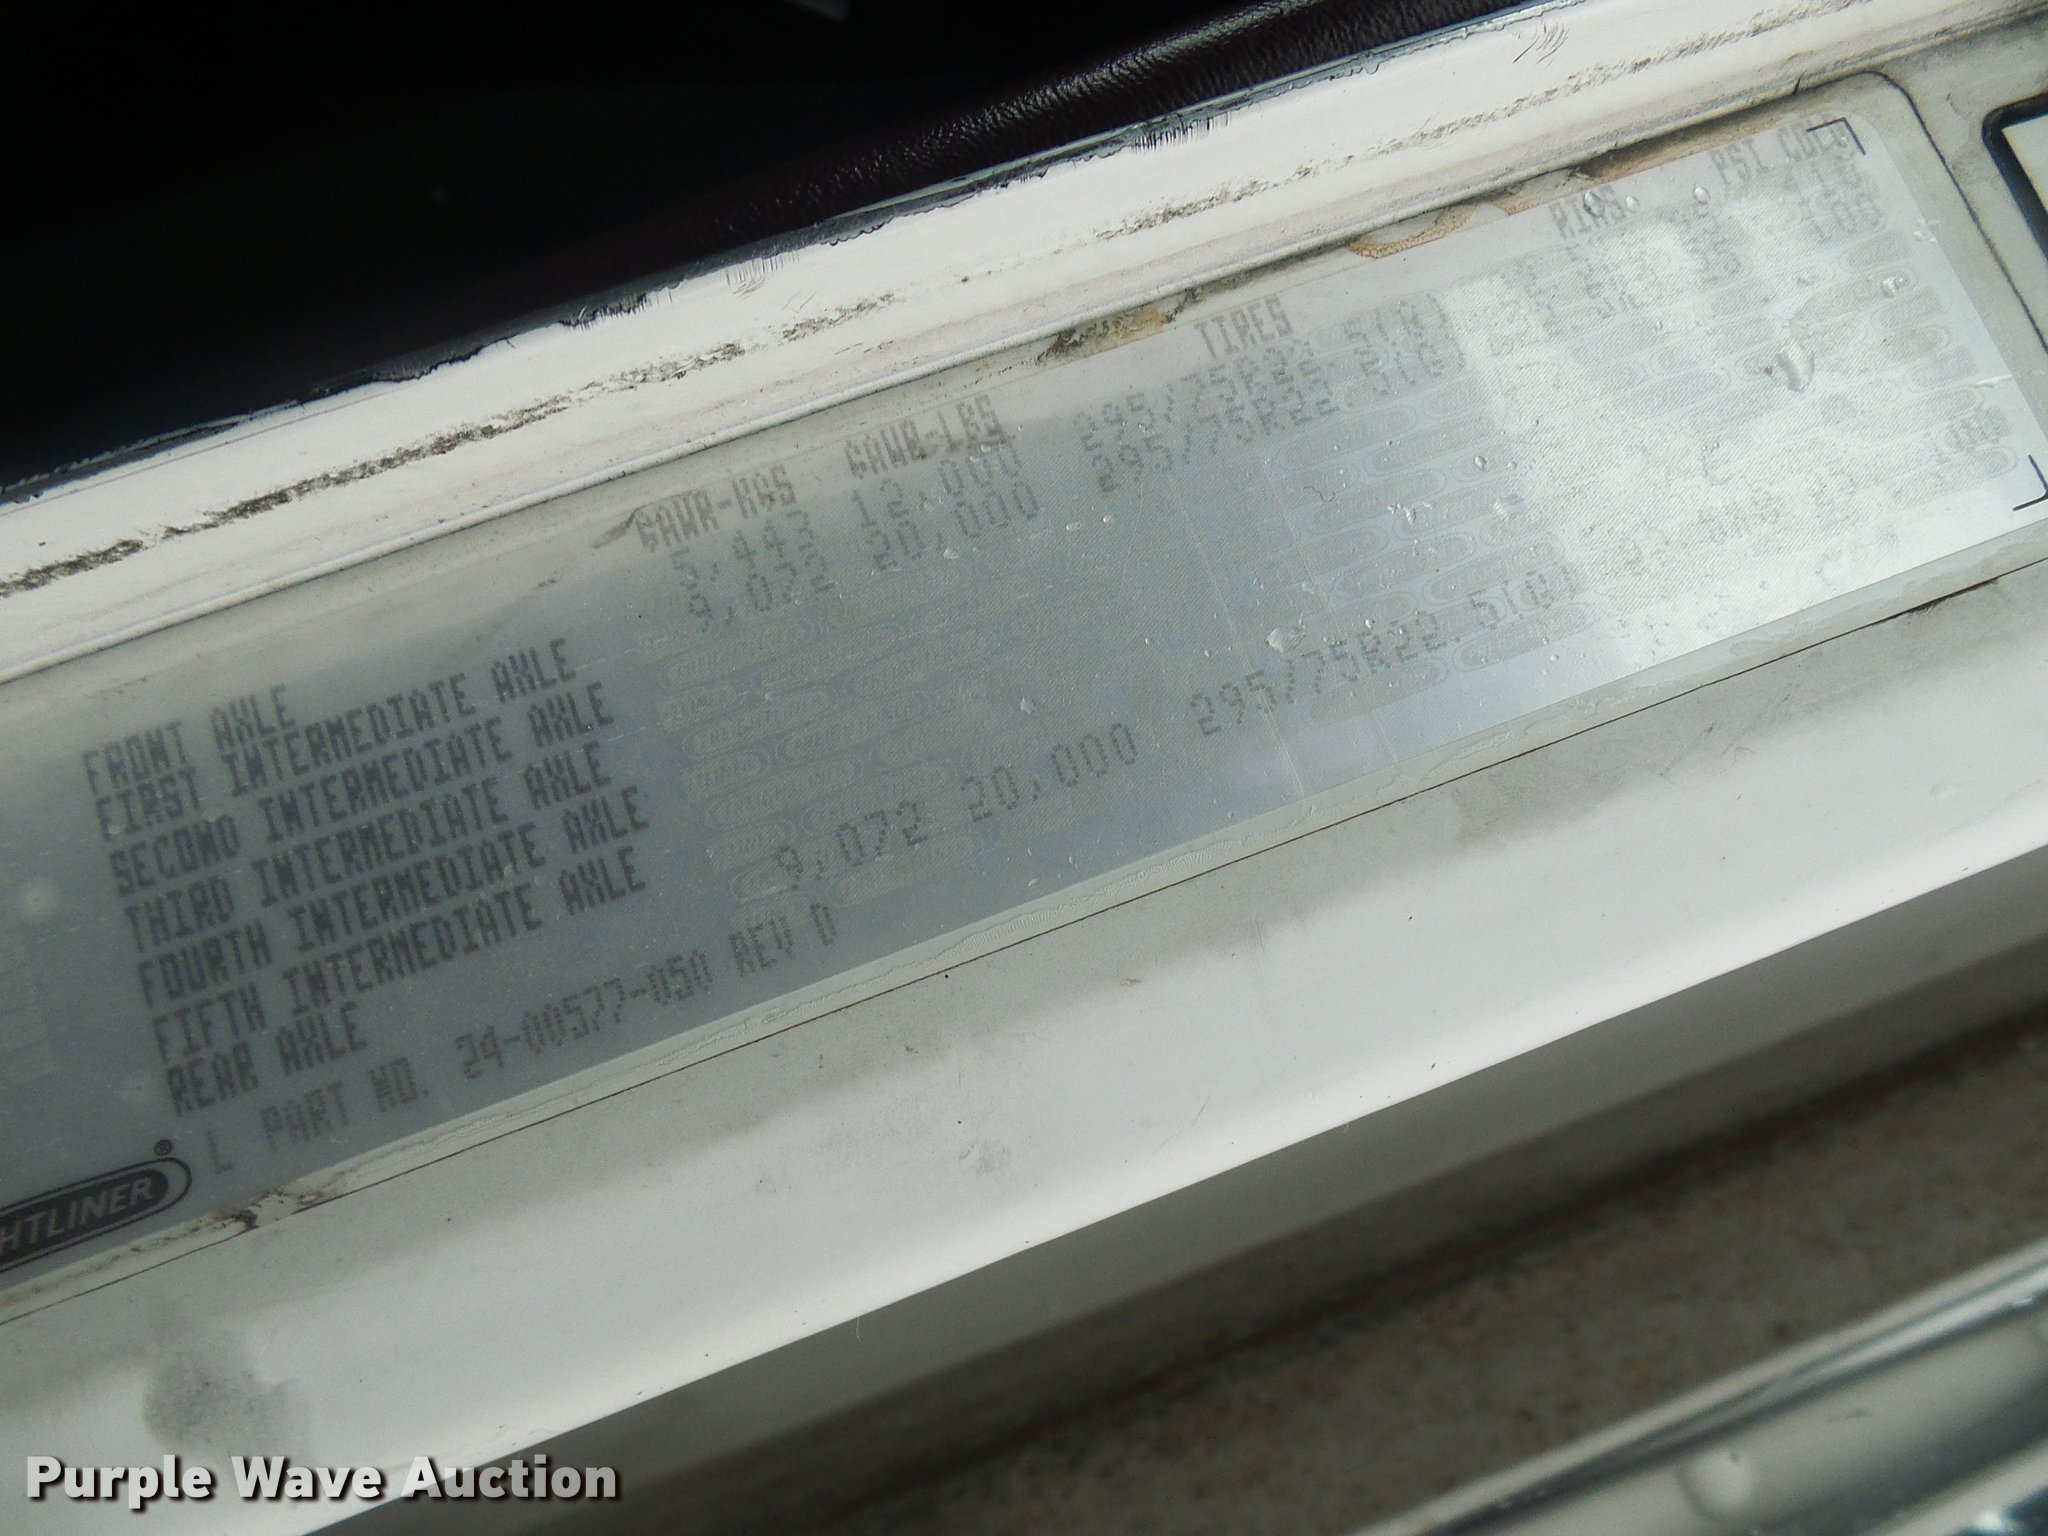 GAWR-KGS GAWR-LBS TIRES RIMS PSI COLD
FRONT AXLE 5,443 12,000 295/75R22.5
FIRST INTERMEDIATE AXLE 9,072 20,000 295/75R22.5
SECOND INTERMEDIATE AXLE
THIRD INTERMEDIATE AXLE
FOURTH INTERMEDIATE AXLE
FIFTH INTERMEDIATE AXLE
REAR AXLE 9,072 20,000 295/75R22.5(G) 100
L PART NO. 24-00577-050 REV D
HTLINER®
Purple Wave Auction